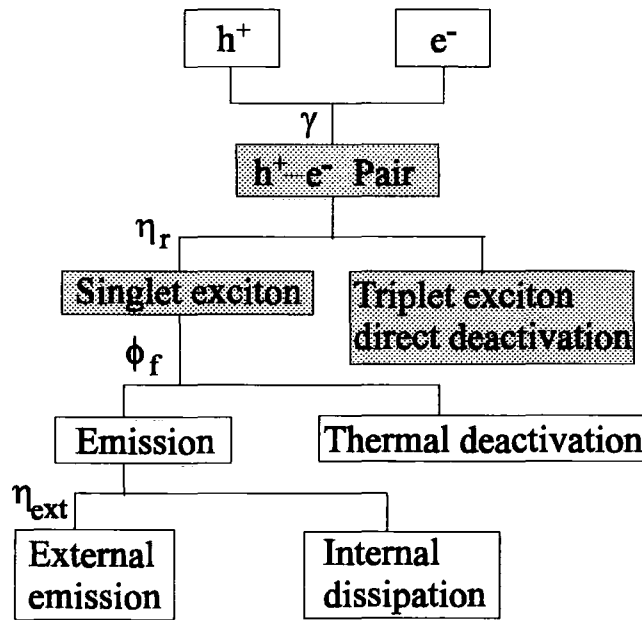 h⁺
e⁻
γ
h⁺–e⁻ Pair
ηᵣ
Singlet exciton
Triplet exciton
direct deactivation
ϕf
Emission
Thermal deactivation
ηext
External
emission
Internal
dissipation